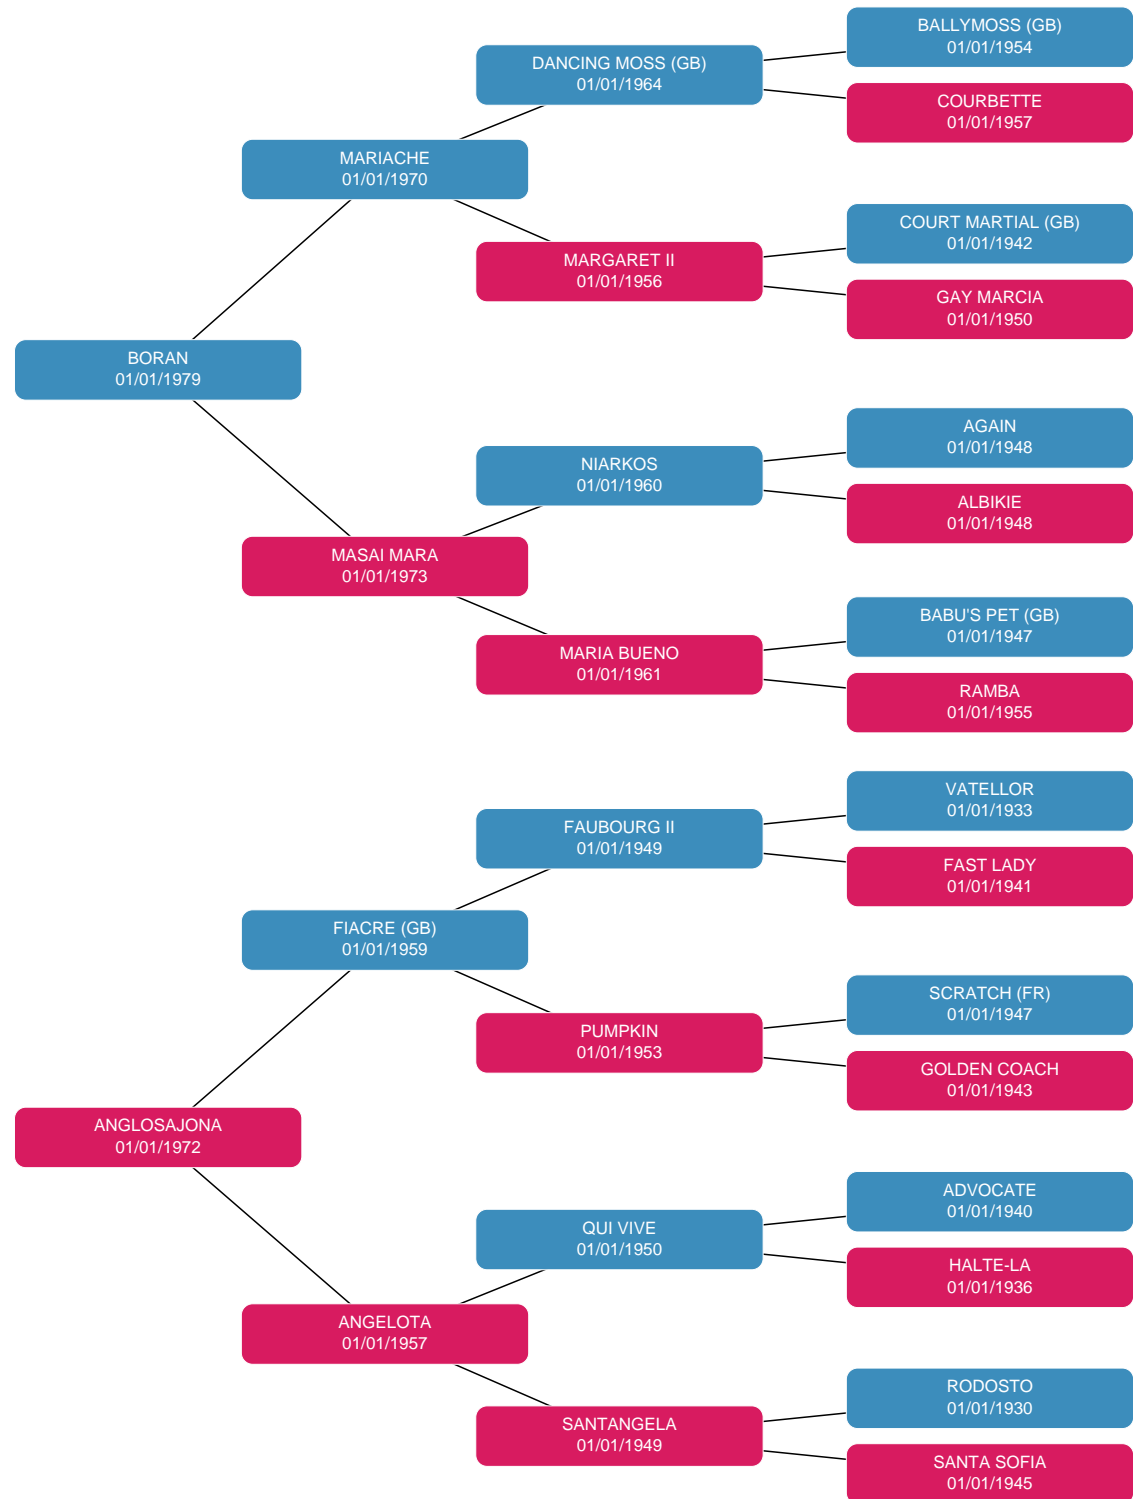 BALLYMOSS (GB)
01/01/1954
DANCING MOSS (GB)
01/01/1964
COURBETTE
01/01/1957
MARIACHE
01/01/1970
COURT MARTIAL (GB)
01/01/1942
MARGARET II
01/01/1956
GAY MARCIA
01/01/1950
BORAN
01/01/1979
AGAIN
01/01/1948
NIARKOS
01/01/1960
ALBIKIE
01/01/1948
MASAI MARA
01/01/1973
BABU'S PET (GB)
01/01/1947
MARIA BUENO
01/01/1961
RAMBA
01/01/1955
VATELLOR
01/01/1933
FAUBOURG II
01/01/1949
FAST LADY
01/01/1941
FIACRE (GB)
01/01/1959
SCRATCH (FR)
01/01/1947
PUMPKIN
01/01/1953
GOLDEN COACH
01/01/1943
ANGLOSAJONA
01/01/1972
ADVOCATE
01/01/1940
QUI VIVE
01/01/1950
HALTE-LA
01/01/1936
ANGELOTA
01/01/1957
RODOSTO
01/01/1930
SANTANGELA
01/01/1949
SANTA SOFIA
01/01/1945